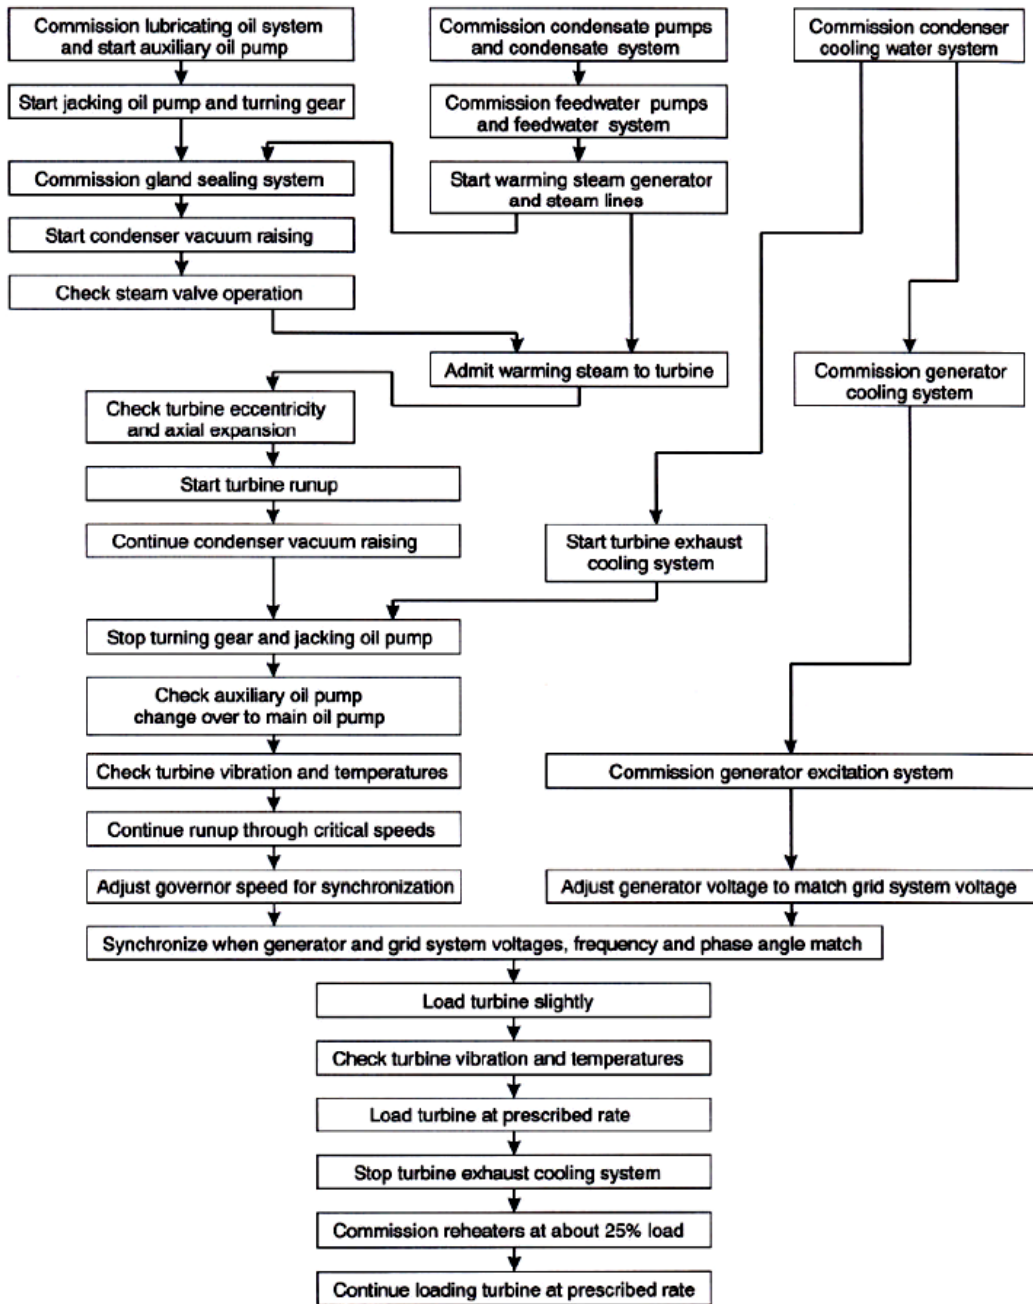 Commission lubricating oil system
and start auxiliary oil pump
Commission condensate pumps
and condensate system
Commission condenser
cooling water system
Start jacking oil pump and turning gear
Commission feedwater pumps
and feedwater system
Commission gland sealing system
Start warming steam generator
and steam lines
Start condenser vacuum raising
Check steam valve operation
Admit warming steam to turbine
Commission generator
cooling system
Check turbine eccentricity
and axial expansion
Start turbine runup
Continue condenser vacuum raising
Start turbine exhaust
cooling system
Stop turning gear and jacking oil pump
Check auxiliary oil pump
change over to main oil pump
Check turbine vibration and temperatures
Commission generator excitation system
Continue runup through critical speeds
Adjust governor speed for synchronization
Adjust generator voltage to match grid system voltage
Synchronize when generator and grid system voltages, frequency and phase angle match
Load turbine slightly
Check turbine vibration and temperatures
Load turbine at prescribed rate
Stop turbine exhaust cooling system
Commission reheaters at about 25% load
Continue loading turbine at prescribed rate